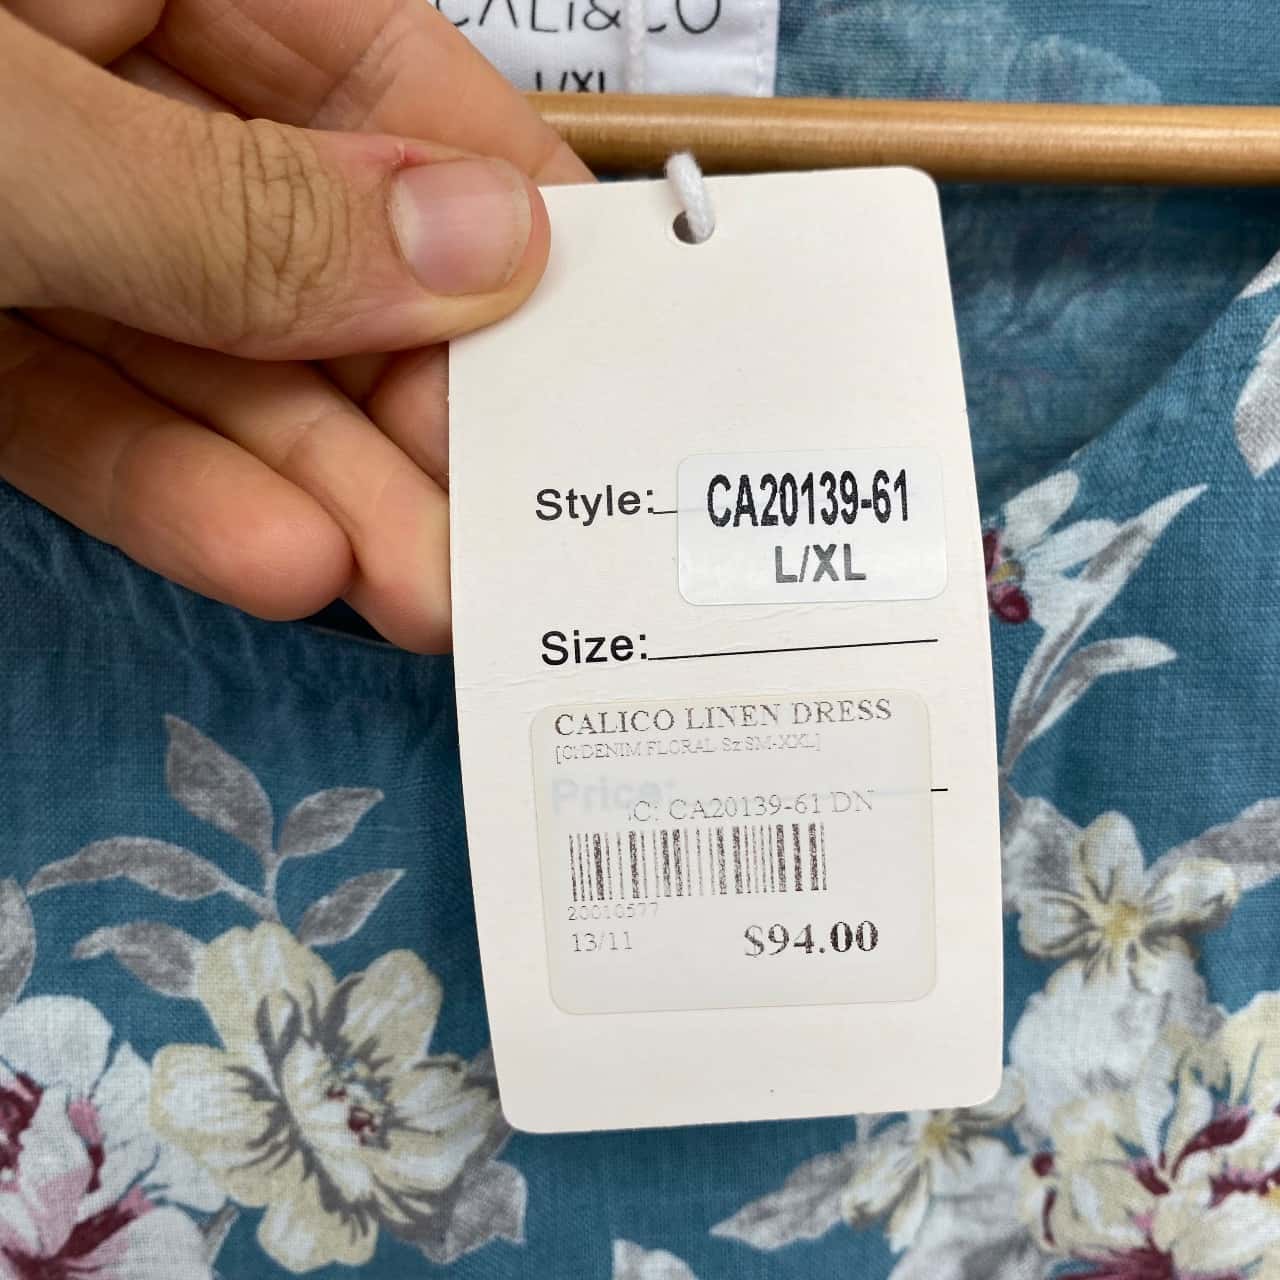 CALi&CO
L/XL
Style: CA20139-61
L/XL
Size:
CALICO LINEN DRESS
[C:DENIM FLORAL Sz:SM-XXL]
Price:
C: CA20139-61 DN
20016577
13/11
$94.00